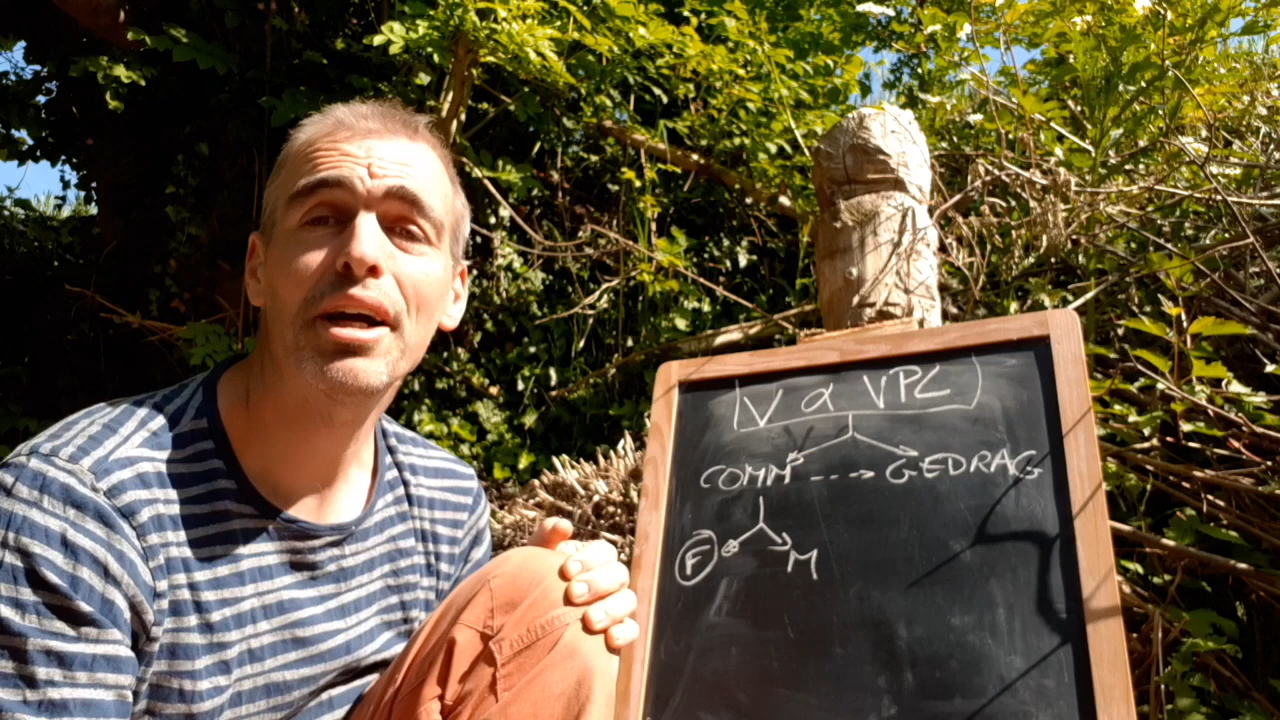 V α VPL
COMM ---> GEDRAG
F M